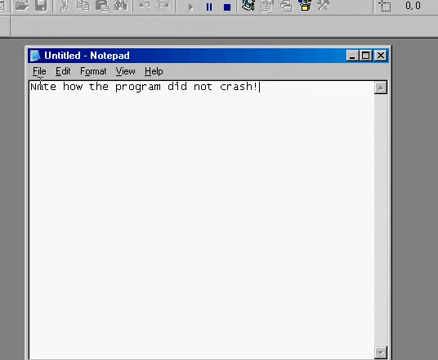 0, 0
Untitled - Notepad
File Edit Format View Help
Note how the program did not crash!